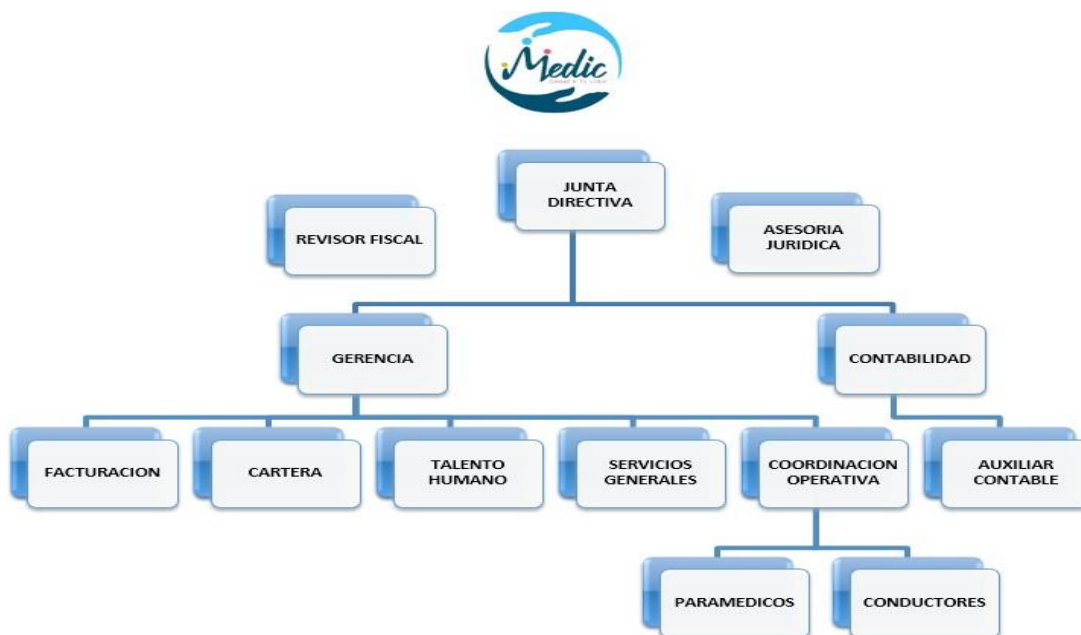 Medic
JUNTA
DIRECTIVA
REVISOR FISCAL
ASESORIA
JURIDICA
GERENCIA
CONTABILIDAD
FACTURACION
CARTERA
TALENTO
HUMANO
SERVICIOS
GENERALES
COORDINACION
OPERATIVA
AUXILIAR
CONTABLE
PARAMEDICOS
CONDUCTORES